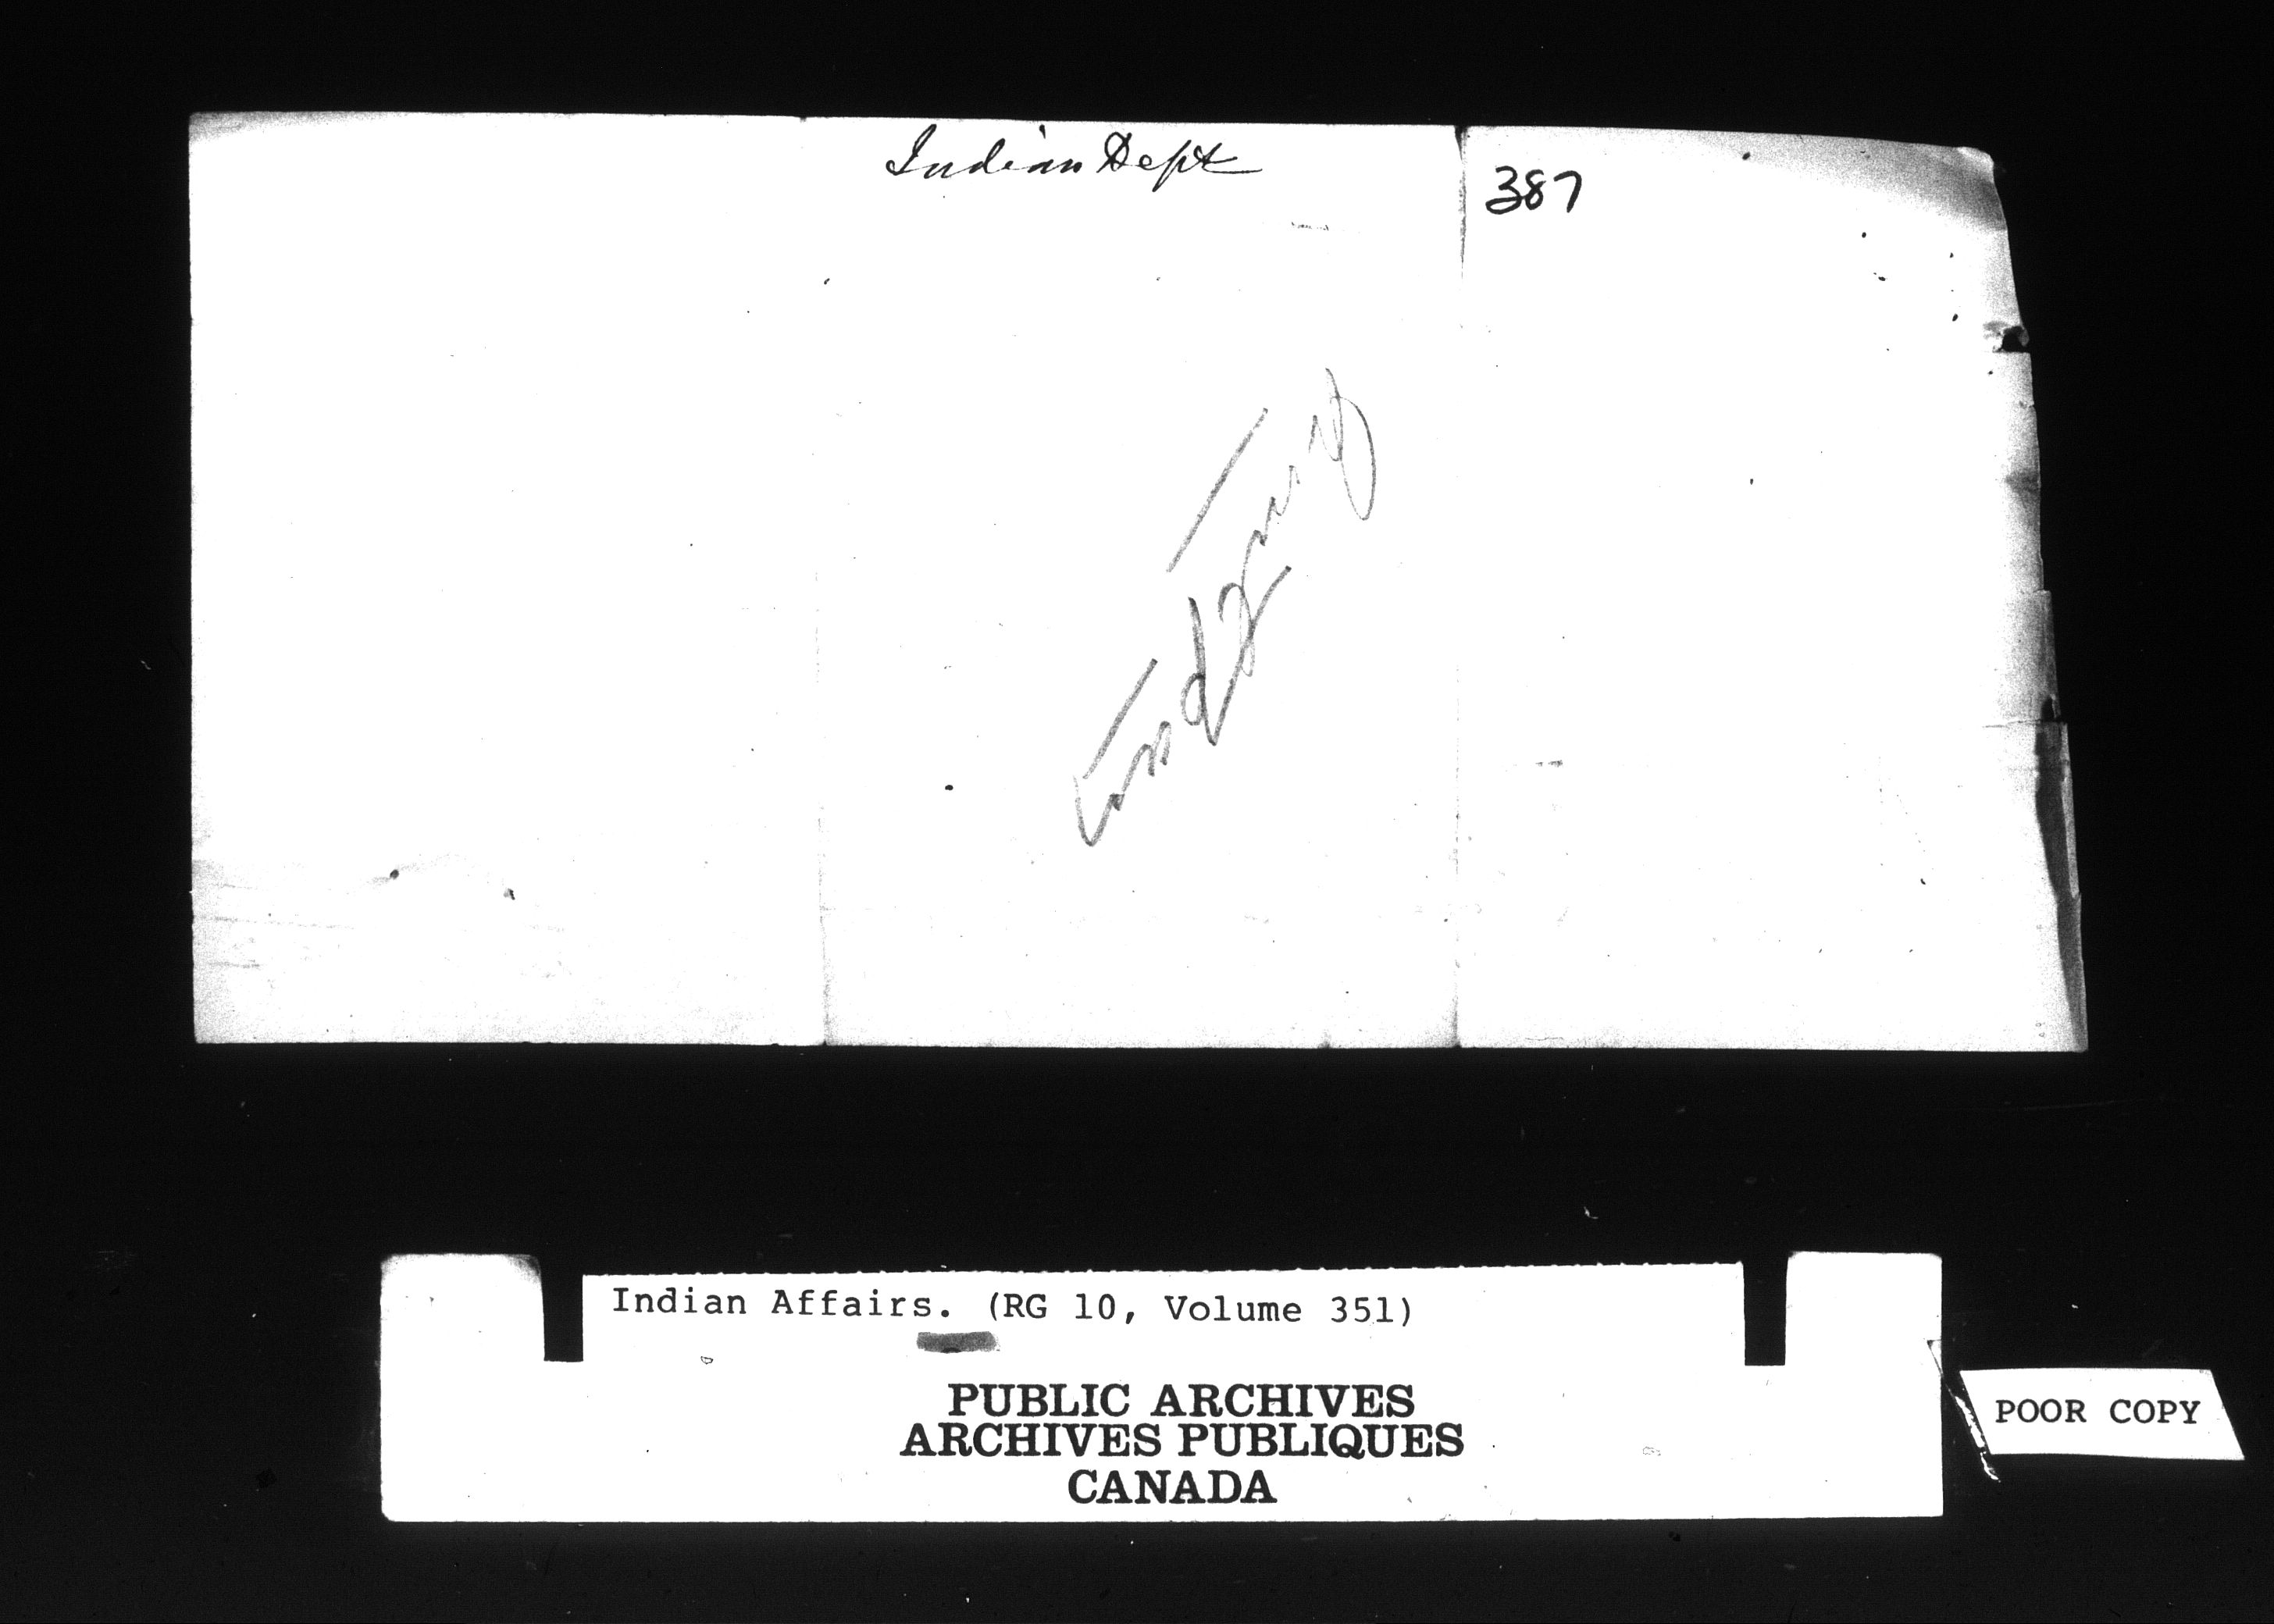 Indian Dept
387
Indian Affairs. (RG 10, Volume 351)
PUBLIC ARCHIVES
ARCHIVES PUBLIQUES
CANADA
POOR COPY